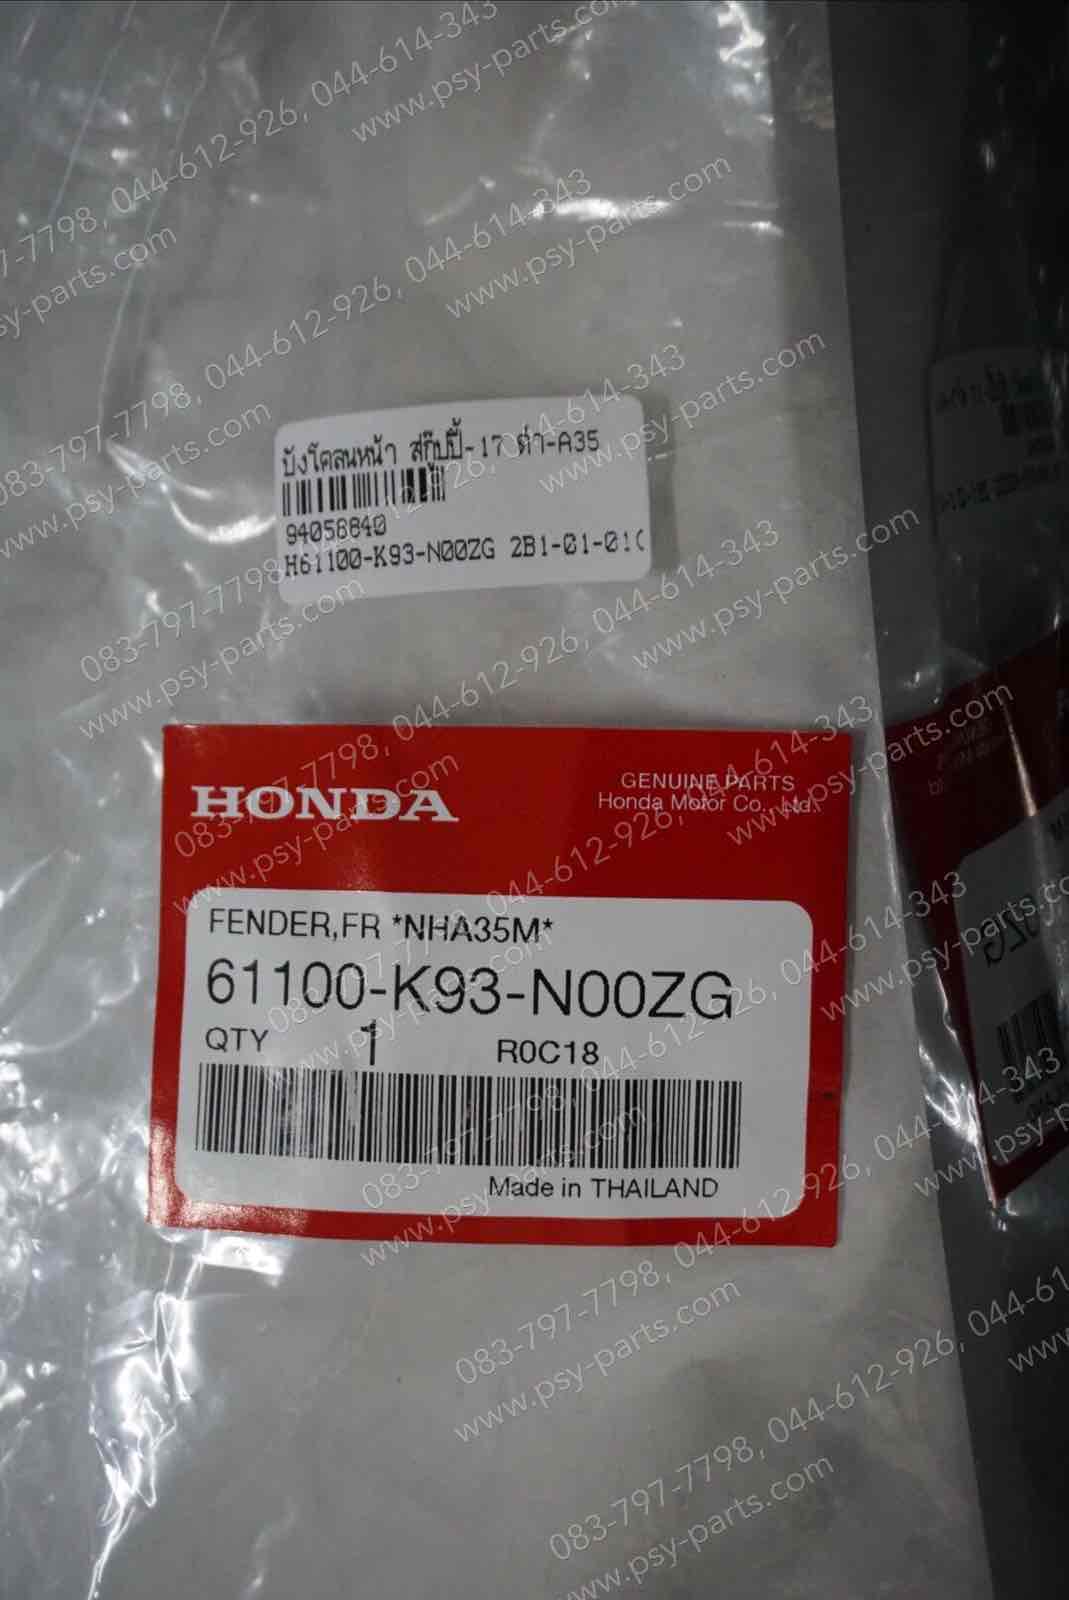 บังโคลนหน้า สกู๊ปปี้-17 ดำ-A35
94056840
H61100-K93-N00ZG 2B1-01-01
HONDA
GENUINE PARTS
Honda Motor Co., Ltd.
FENDER,FR *NHA35M*
61100-K93-N00ZG
QTY 1 R0C18
Made in THAILAND
083-797-7798, 044-612-926, 044-614-343
www.psy-parts.com